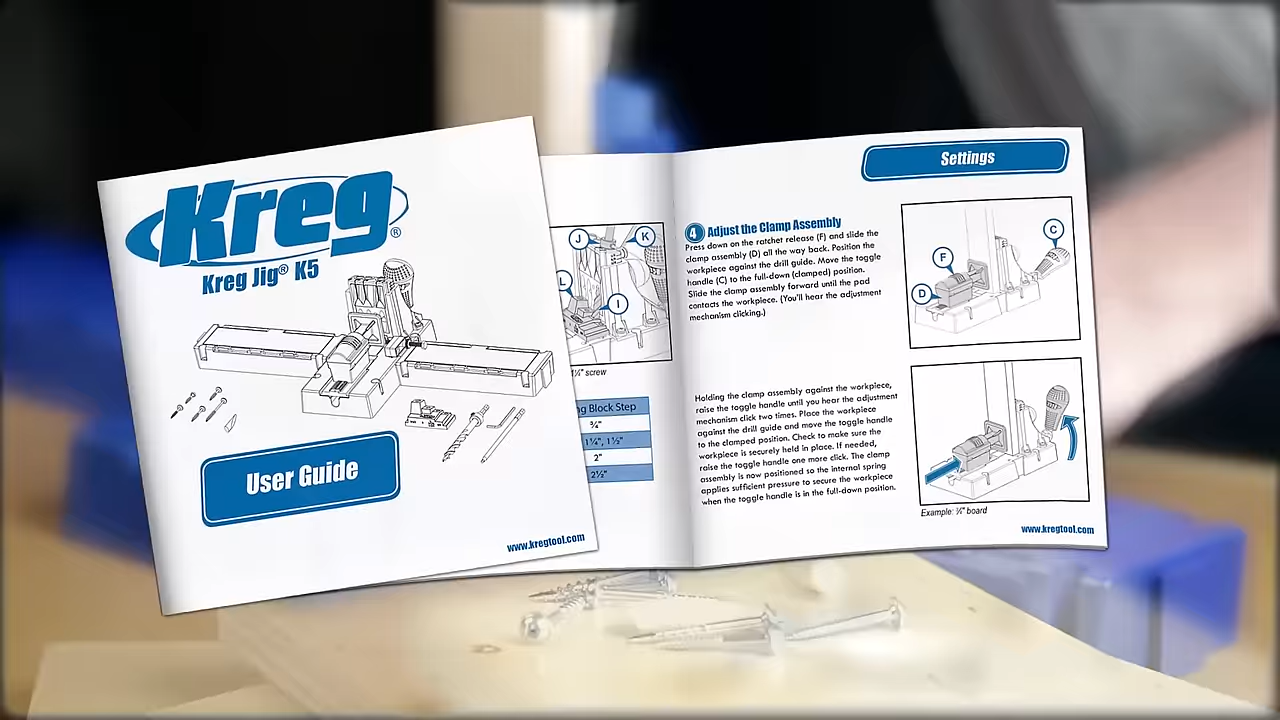 Kreg®
Kreg Jig® K5
User Guide
www.kregtool.com
J
K
L
I
1¼" screw
ng Block Step
¾"
1¼", 1½"
2"
2½"
Settings
4 Adjust the Clamp Assembly
Press down on the ratchet release (F) and slide the
clamp assembly (D) all the way back. Position the
workpiece against the drill guide. Move the toggle
handle (C) to the full-down (clamped) position.
Slide the clamp assembly forward until the pad
contacts the workpiece. (You'll hear the adjustment
mechanism clicking.)
C
F
D
Holding the clamp assembly against the workpiece,
raise the toggle handle until you hear the adjustment
mechanism click two times. Place the workpiece
against the drill guide and move the toggle handle
to the clamped position. Check to make sure the
workpiece is securely held in place. If needed,
raise the toggle handle one more click. The clamp
assembly is now positioned so the internal spring
applies sufficient pressure to secure the workpiece
when the toggle handle is in the full-down position.
Example: ¾" board
www.kregtool.com